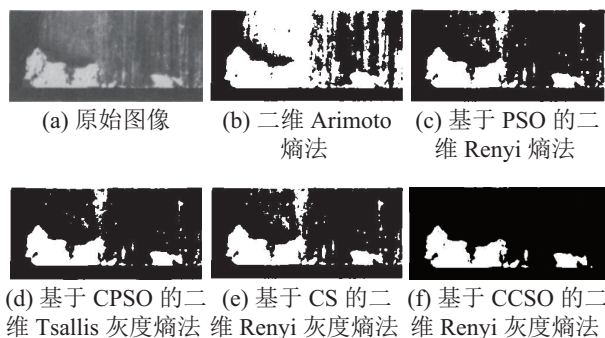 (a) 原始图像
(b) 二维 Arimoto
熵法
(c) 基于 PSO 的二
维 Renyi 熵法
(d) 基于 CPSO 的二
维 Tsallis 灰度熵法
(e) 基于 CS 的二
维 Renyi 灰度熵法
(f) 基于 CCSO 的二
维 Renyi 灰度熵法